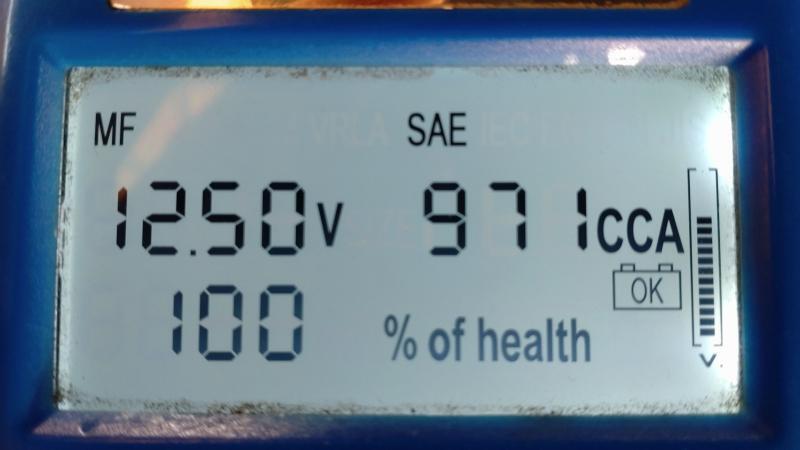 MF SAE
12.50V 971CCA
OK
100 % of health